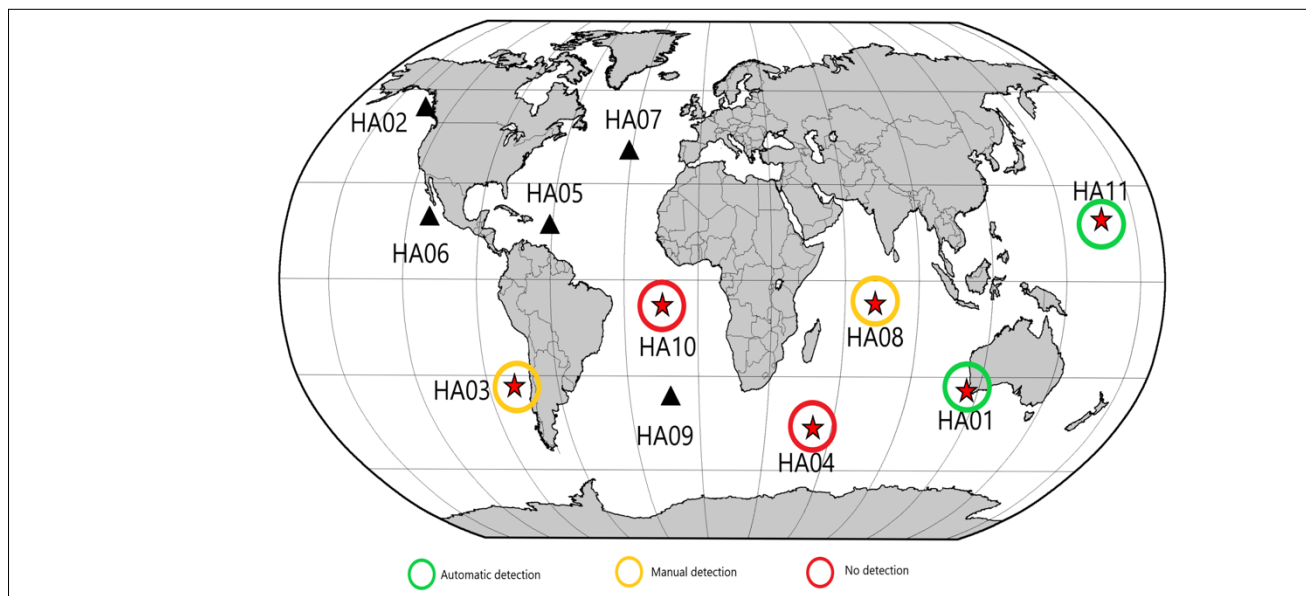 HA02
HA07
HA05
HA11
HA06
HA10
HA08
HA03
HA01
HA09
HA04
Automatic detection
Manual detection
No detection